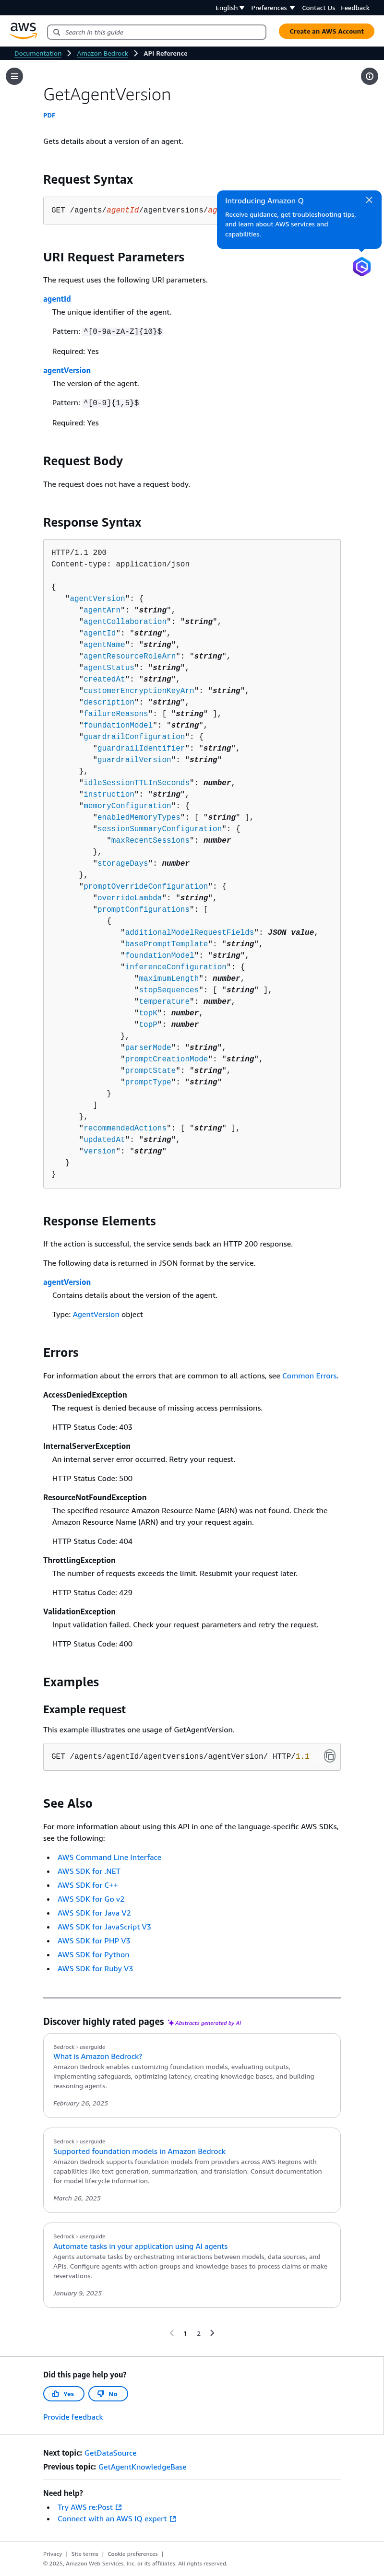 English Preferences Contact Us Feedback
aws
Search in this guide
Create an AWS Account
Documentation Amazon Bedrock API Reference
GetAgentVersion
PDF
Gets details about a version of an agent.
Request Syntax
GET /agents/agentId/agentversions/ag
Introducing Amazon Q
Receive guidance, get troubleshooting tips,
and learn about AWS services and
capabilities.
URI Request Parameters
The request uses the following URI parameters.
agentId
The unique identifier of the agent.
Pattern: ^[0-9a-zA-Z]{10}$
Required: Yes
agentVersion
The version of the agent.
Pattern: ^[0-9]{1,5}$
Required: Yes
Request Body
The request does not have a request body.
Response Syntax
HTTP/1.1 200
Content-type: application/json
{
"agentVersion": {
"agentArn": "string",
"agentCollaboration": "string",
"agentId": "string",
"agentName": "string",
"agentResourceRoleArn": "string",
"agentStatus": "string",
"createdAt": "string",
"customerEncryptionKeyArn": "string",
"description": "string",
"failureReasons": [ "string" ],
"foundationModel": "string",
"guardrailConfiguration": {
"guardrailIdentifier": "string",
"guardrailVersion": "string"
},
"idleSessionTTLInSeconds": number,
"instruction": "string",
"memoryConfiguration": {
"enabledMemoryTypes": [ "string" ],
"sessionSummaryConfiguration": {
"maxRecentSessions": number
},
"storageDays": number
},
"promptOverrideConfiguration": {
"overrideLambda": "string",
"promptConfigurations": [
{
"additionalModelRequestFields": JSON value,
"basePromptTemplate": "string",
"foundationModel": "string",
"inferenceConfiguration": {
"maximumLength": number,
"stopSequences": [ "string" ],
"temperature": number,
"topK": number,
"topP": number
},
"parserMode": "string",
"promptCreationMode": "string",
"promptState": "string",
"promptType": "string"
}
]
},
"recommendedActions": [ "string" ],
"updatedAt": "string",
"version": "string"
}
}
Response Elements
If the action is successful, the service sends back an HTTP 200 response.
The following data is returned in JSON format by the service.
agentVersion
Contains details about the version of the agent.
Type: AgentVersion object
Errors
For information about the errors that are common to all actions, see Common Errors.
AccessDeniedException
The request is denied because of missing access permissions.
HTTP Status Code: 403
InternalServerException
An internal server error occurred. Retry your request.
HTTP Status Code: 500
ResourceNotFoundException
The specified resource Amazon Resource Name (ARN) was not found. Check the
Amazon Resource Name (ARN) and try your request again.
HTTP Status Code: 404
ThrottlingException
The number of requests exceeds the limit. Resubmit your request later.
HTTP Status Code: 429
ValidationException
Input validation failed. Check your request parameters and retry the request.
HTTP Status Code: 400
Examples
Example request
This example illustrates one usage of GetAgentVersion.
GET /agents/agentId/agentversions/agentVersion/ HTTP/1.1
See Also
For more information about using this API in one of the language-specific AWS SDKs,
see the following:
• AWS Command Line Interface
• AWS SDK for .NET
• AWS SDK for C++
• AWS SDK for Go v2
• AWS SDK for Java V2
• AWS SDK for JavaScript V3
• AWS SDK for PHP V3
• AWS SDK for Python
• AWS SDK for Ruby V3
Discover highly rated pages Abstracts generated by AI
Bedrock › userguide
What is Amazon Bedrock?
Amazon Bedrock enables customizing foundation models, evaluating outputs,
implementing safeguards, optimizing latency, creating knowledge bases, and building
reasoning agents.
February 26, 2025
Bedrock › userguide
Supported foundation models in Amazon Bedrock
Amazon Bedrock supports foundation models from providers across AWS Regions with
capabilities like text generation, summarization, and translation. Consult documentation
for model lifecycle information.
March 26, 2025
Bedrock › userguide
Automate tasks in your application using AI agents
Agents automate tasks by orchestrating interactions between models, data sources, and
APIs. Configure agents with action groups and knowledge bases to process claims or make
reservations.
January 9, 2025
1 2
Did this page help you?
Yes No
Provide feedback
Next topic: GetDataSource
Previous topic: GetAgentKnowledgeBase
Need help?
• Try AWS re:Post
• Connect with an AWS IQ expert
Privacy | Site terms | Cookie preferences |
© 2025, Amazon Web Services, Inc. or its affiliates. All rights reserved.